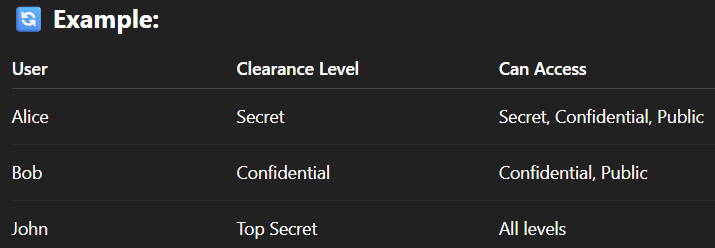 🔄 Example:
User Clearance Level Can Access
Alice Secret Secret, Confidential, Public
Bob Confidential Confidential, Public
John Top Secret All levels